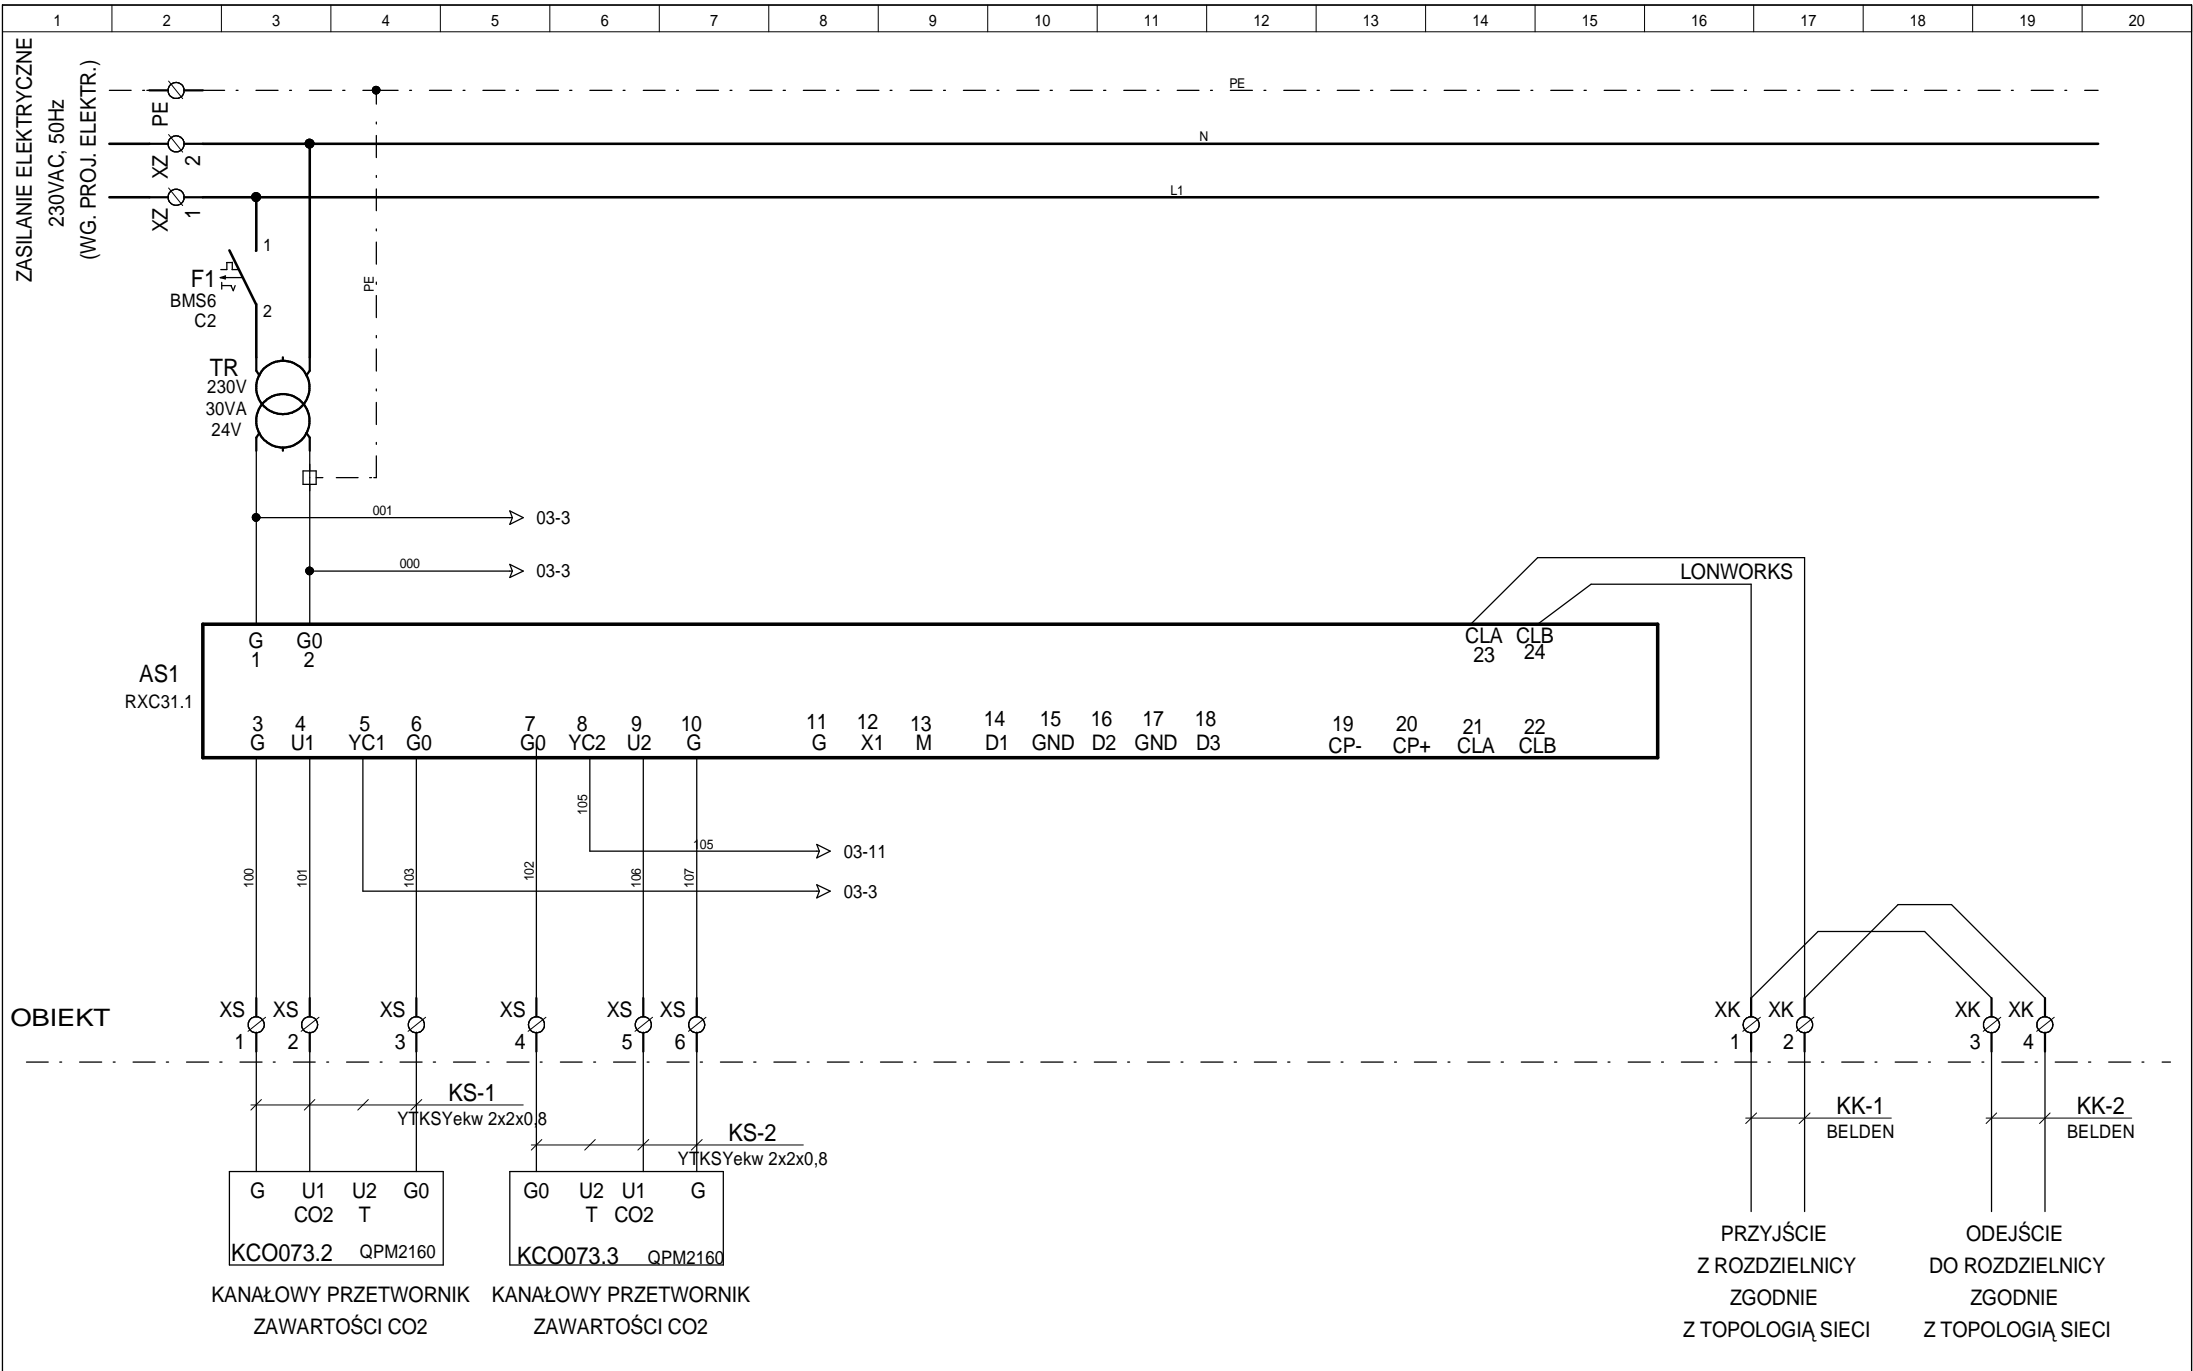 1 2 3 4 5 6 7 8 9 10 11 12 13 14 15 16 17 18 19 20
ZASILANIE ELEKTRYCZNE
230VAC, 50Hz
(WG. PROJ. ELEKTR.)
PE
PE
XZ 2
N
XZ 1
L1
1
F1
BMS6
C2
2
PE
TR
230V
30VA
24V
001 03-3
000 03-3
LONWORKS
G G0 CLA CLB
1 2 23 24
AS1
RXC31.1
3 4 5 6 7 8 9 10 11 12 13 14 15 16 17 18 19 20 21 22
G U1 YC1 G0 G0 YC2 U2 G G X1 M D1 GND D2 GND D3 CP- CP+ CLA CLB
105
105 03-11
100 101 103 102 106 107
03-3
OBIEKT
XS XS XS XS XS XS XK XK XK XK
1 2 3 4 5 6 1 2 3 4
KS-1
YTKSYekw 2x2x0,8
KS-2
YTKSYekw 2x2x0,8
KK-1
BELDEN
KK-2
BELDEN
G U1 U2 G0
CO2 T
KCO073.2 QPM2160
KANAŁOWY PRZETWORNIK
ZAWARTOŚCI CO2
G0 U2 U1 G
T CO2
KCO073.3 QPM2160
KANAŁOWY PRZETWORNIK
ZAWARTOŚCI CO2
PRZYJŚCIE
Z ROZDZIELNICY
ZGODNIE
Z TOPOLOGIĄ SIECI
ODEJŚCIE
DO ROZDZIELNICY
ZGODNIE
Z TOPOLOGIĄ SIECI